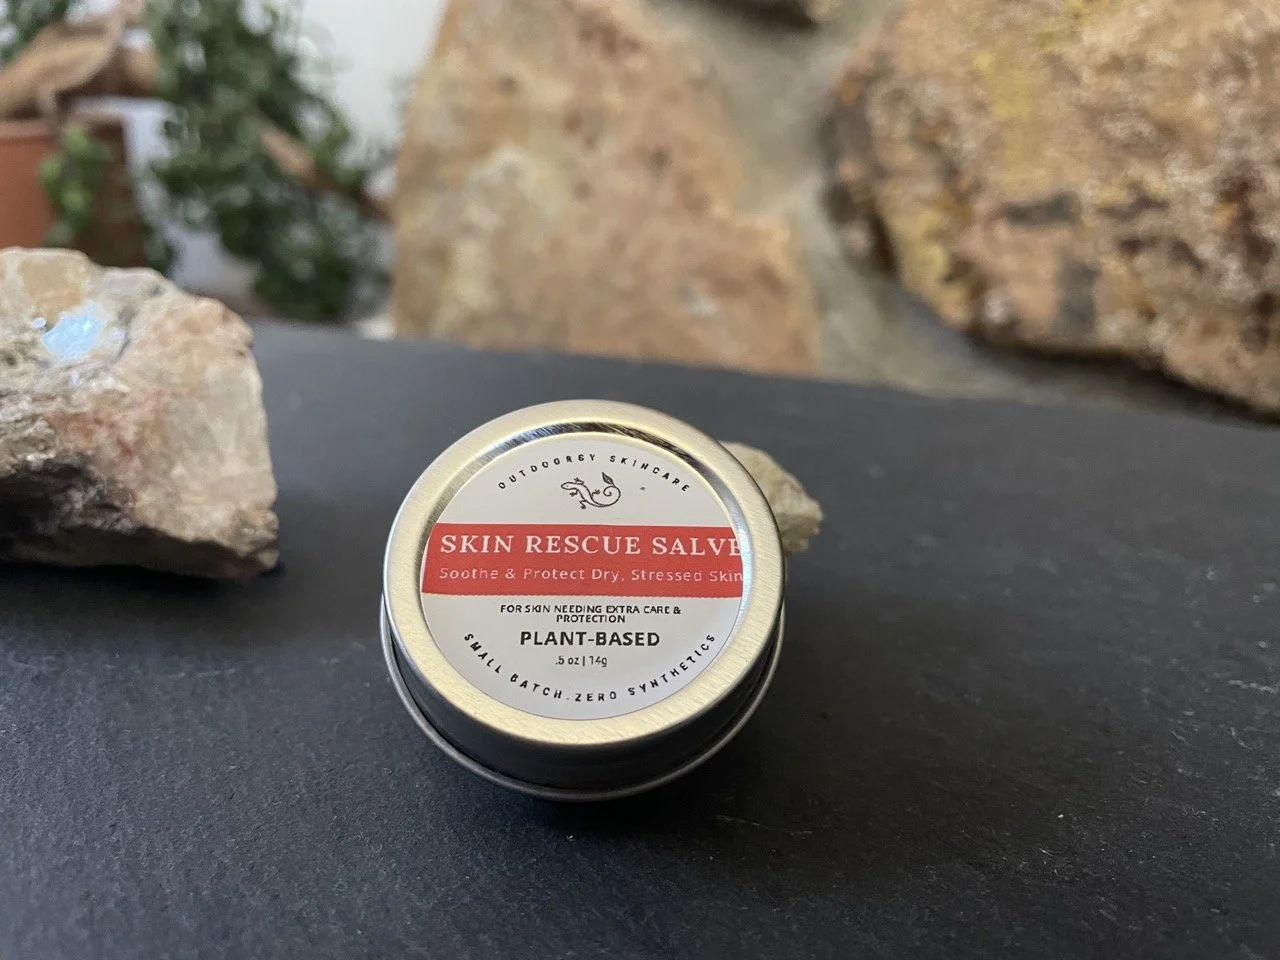 OUTDOORSY SKINCARE
SKIN RESCUE SALVE
Soothe & Protect Dry, Stressed Skin
FOR SKIN NEEDING EXTRA CARE &
PROTECTION
PLANT-BASED
.5 oz | 14g
SMALL BATCH.ZERO SYNTHETICS